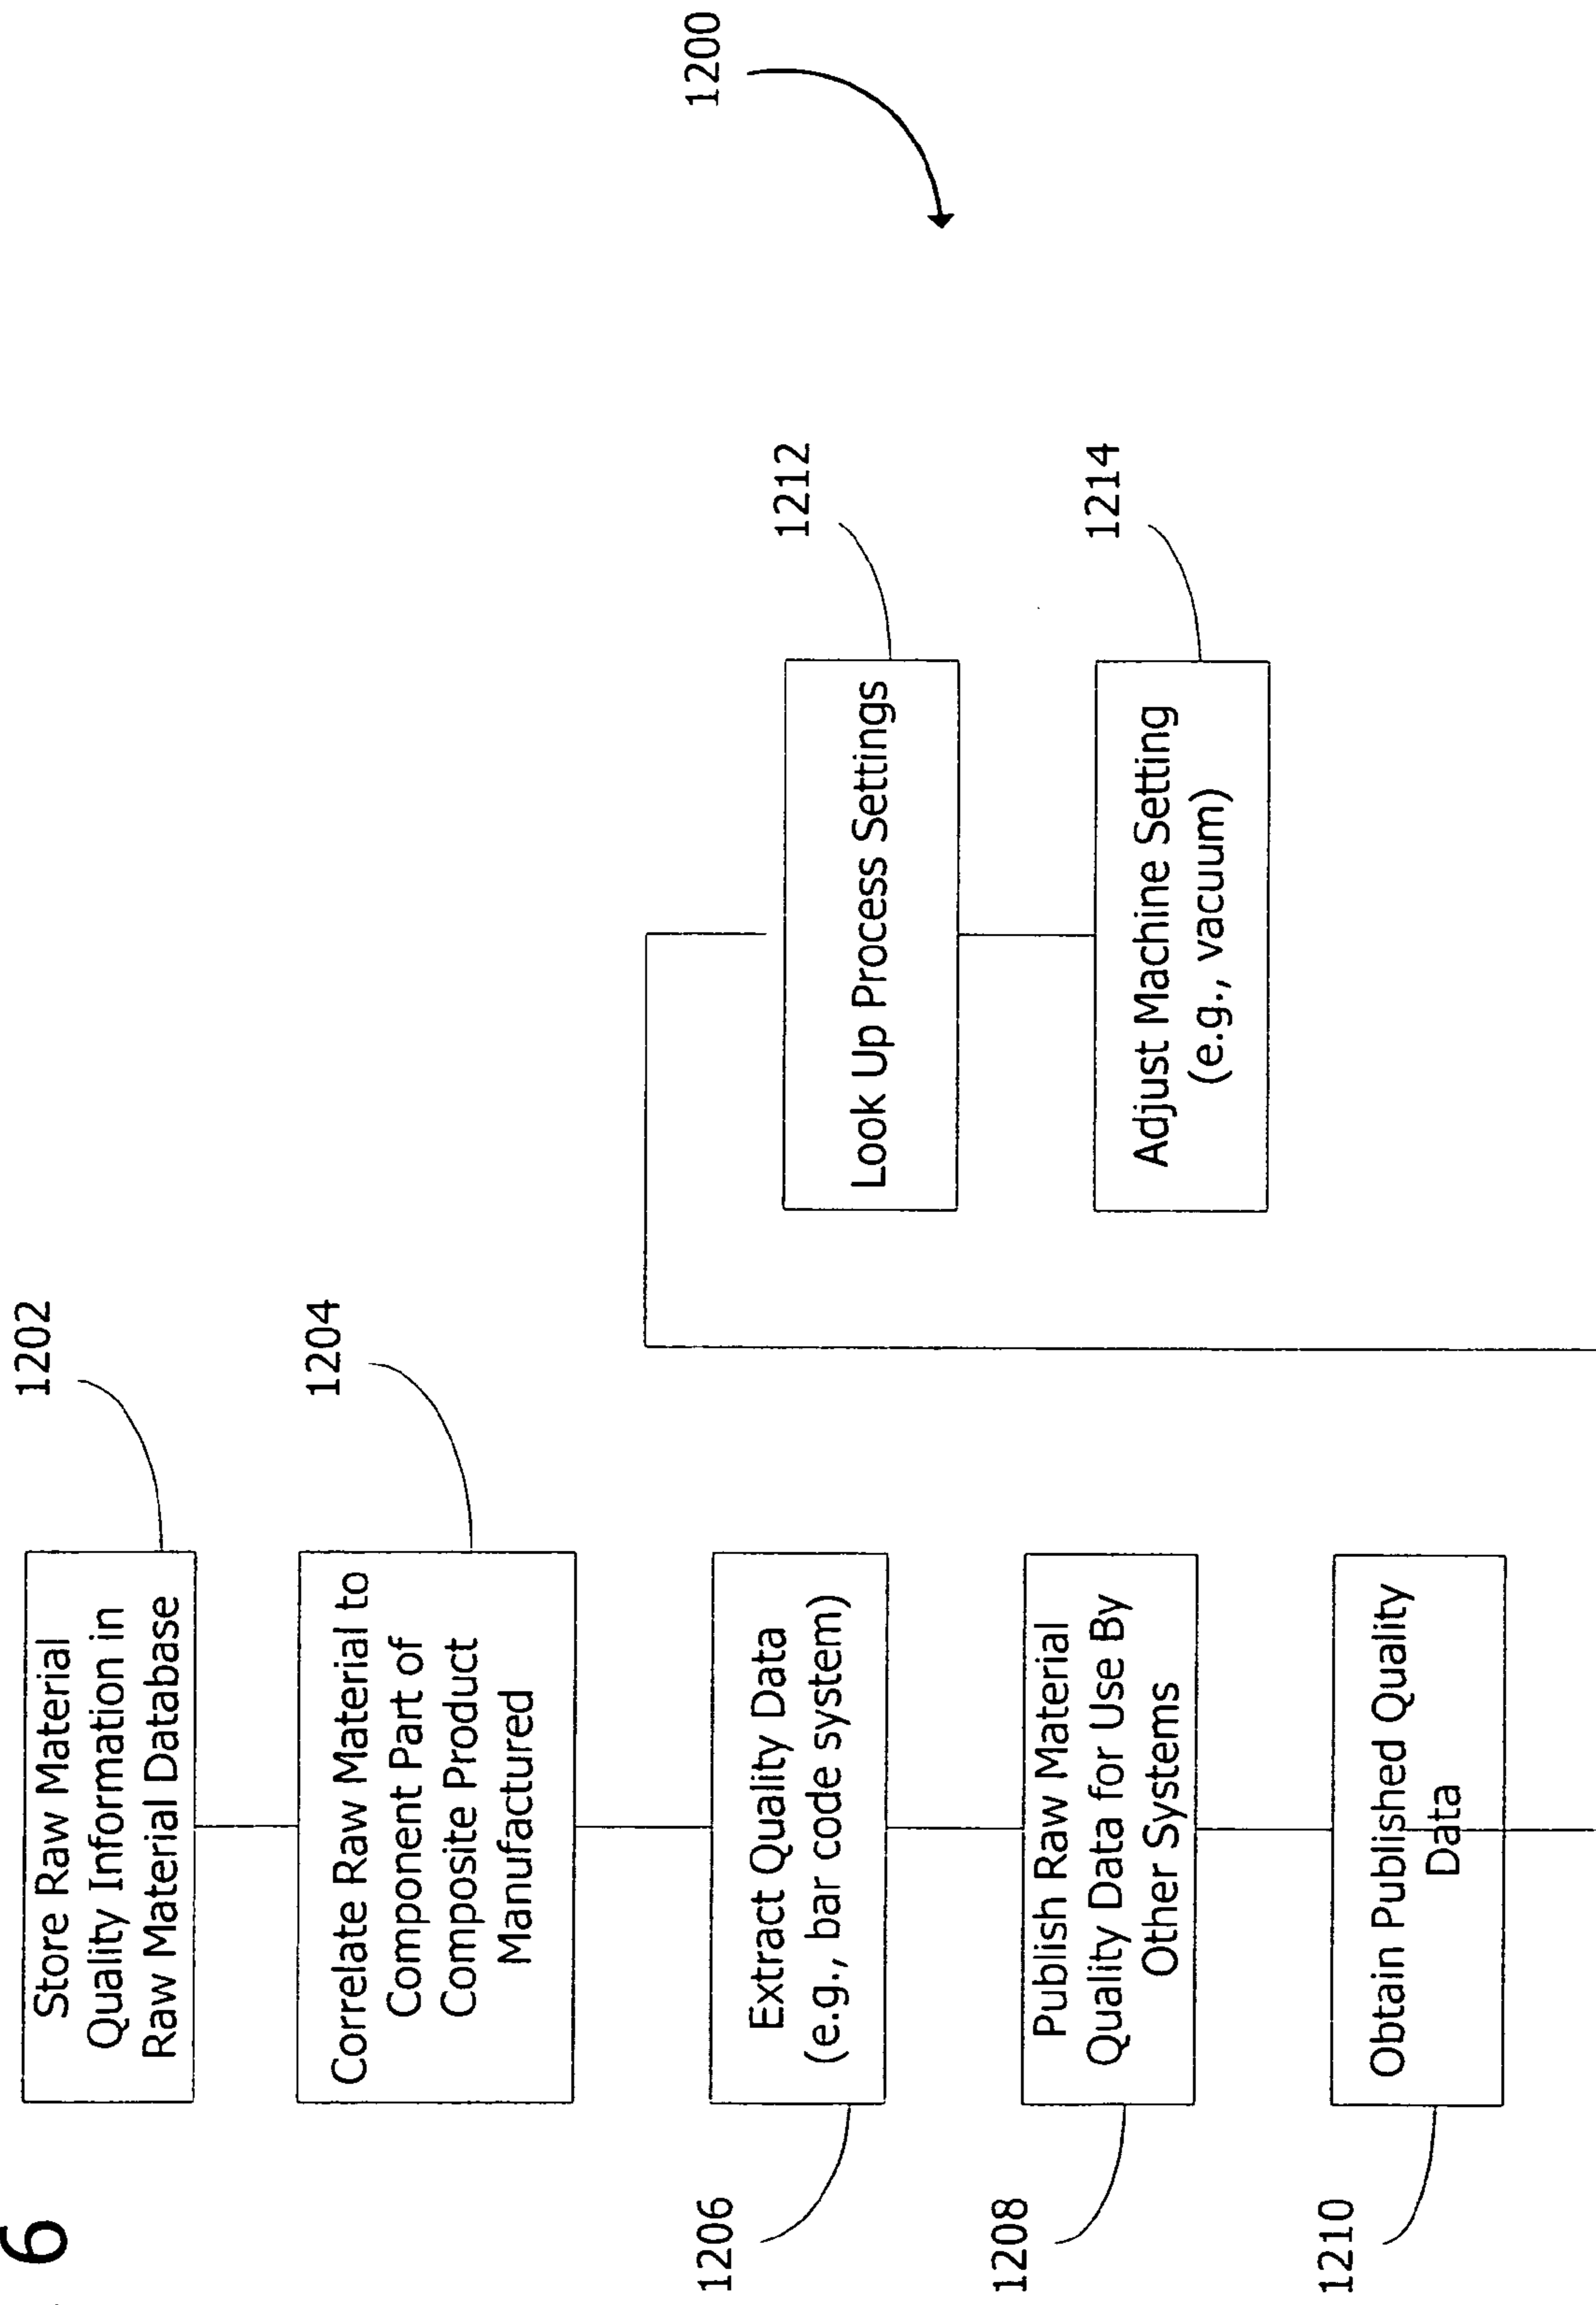 6
1200
1202
Store Raw Material
Quality Information in
Raw Material Database
1204
Correlate Raw Material to
Component Part of
Composite Product
Manufactured
1206
Extract Quality Data
(e.g., bar code system)
1208
Publish Raw Material
Quality Data for Use By
Other Systems
1210
Obtain Published Quality
Data
1212
Look Up Process Settings
1214
Adjust Machine Setting
(e.g., vacuum)